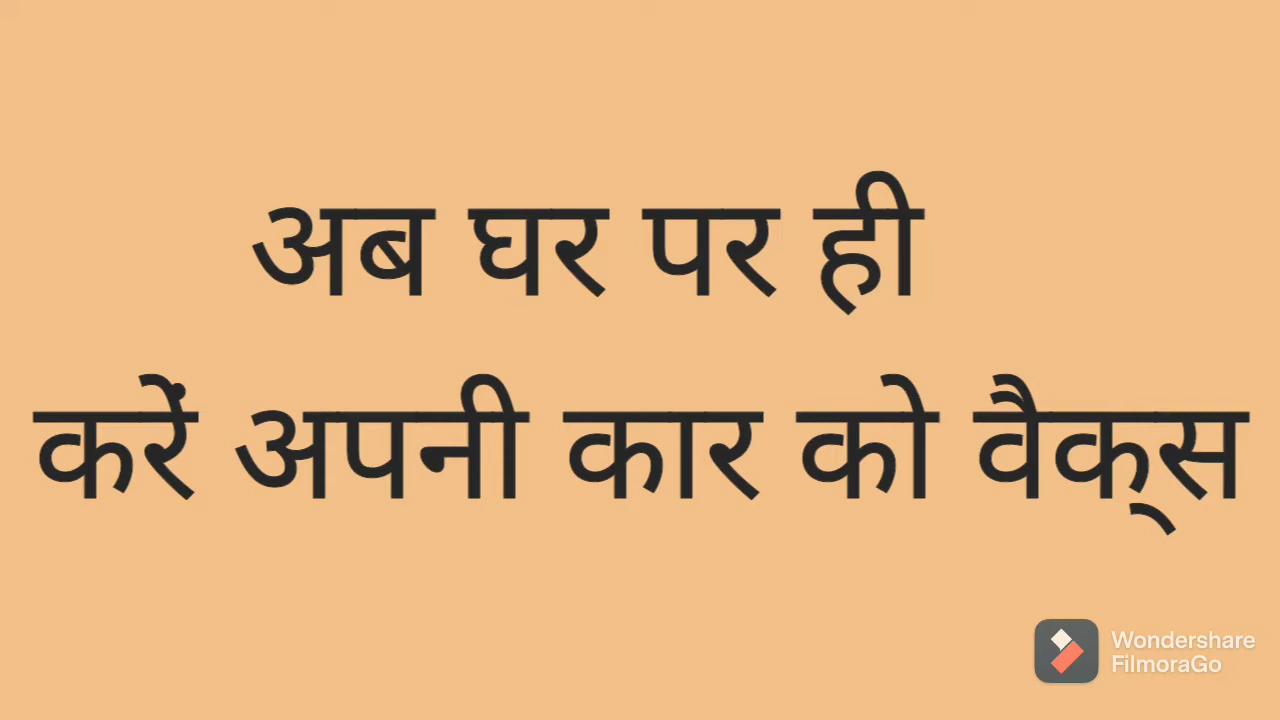 अब घर पर ही
करें अपनी कार को वैक्‌स
Wondershare
FilmoraGo